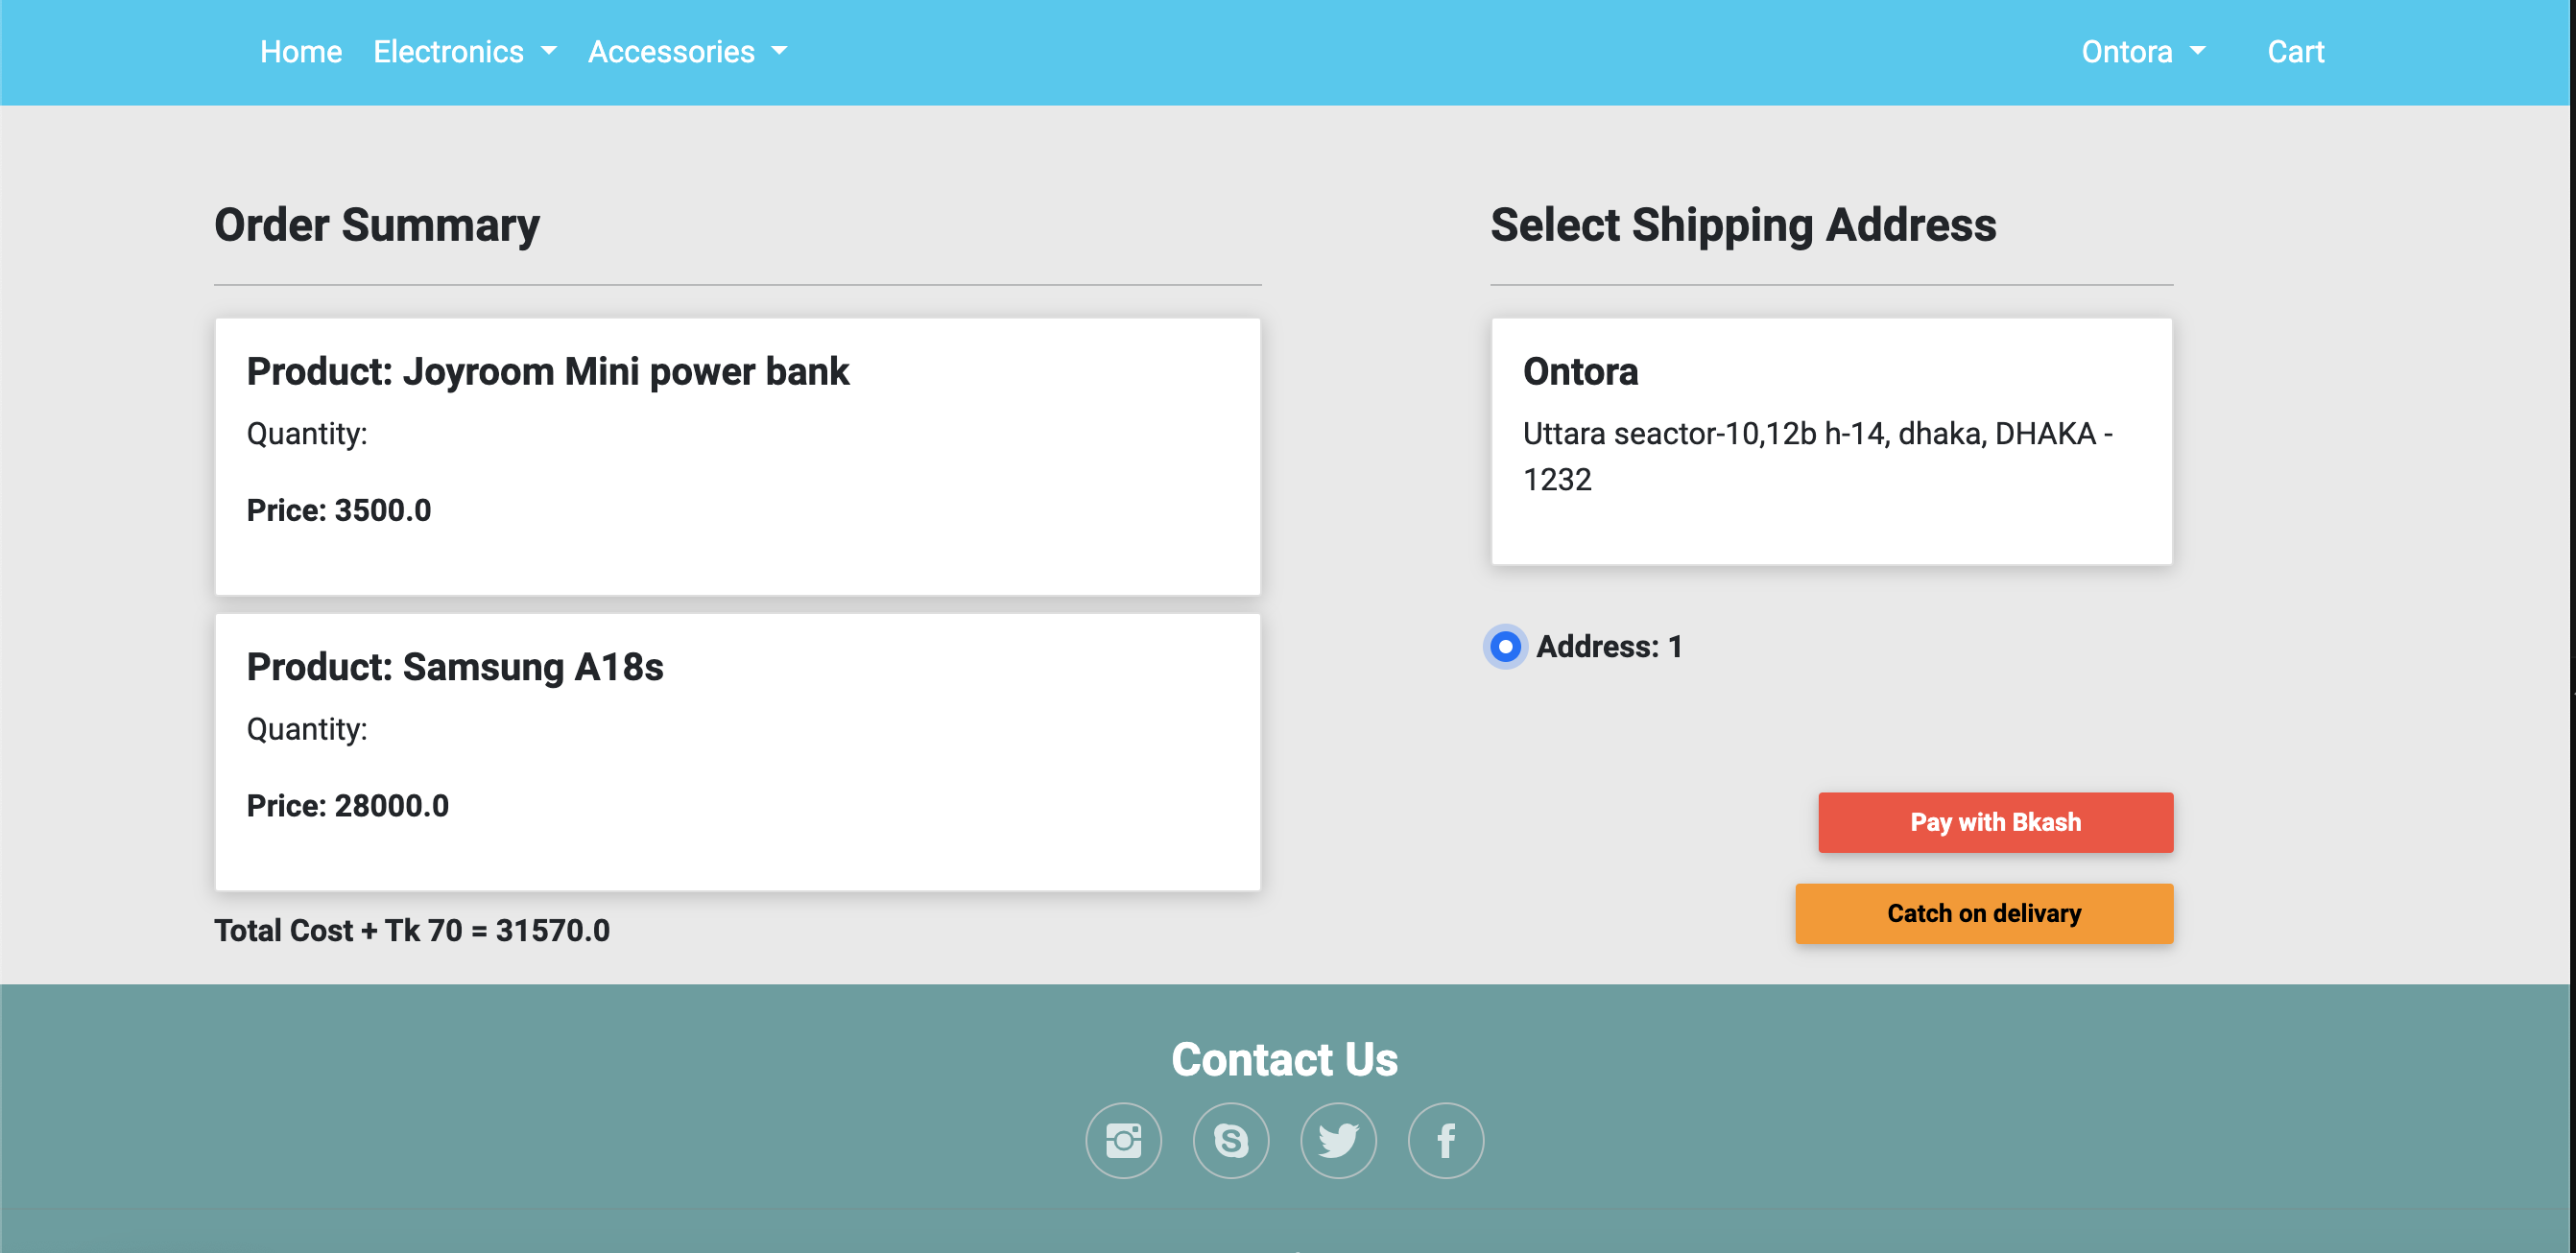 Home Electronics Accessories Ontora Cart
Order Summary
Product: Joyroom Mini power bank
Quantity:
Price: 3500.0
Product: Samsung A18s
Quantity:
Price: 28000.0
Total Cost + Tk 70 = 31570.0
Select Shipping Address
Ontora
Uttara seactor-10,12b h-14, dhaka, DHAKA -
1232
Address: 1
Pay with Bkash
Catch on delivary
Contact Us